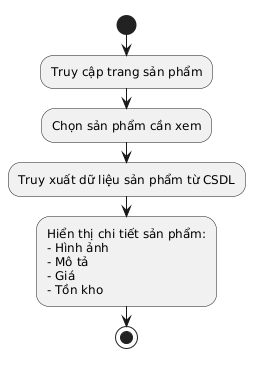 Truy cập trang sản phẩm
Chọn sản phẩm cần xem
Truy xuất dữ liệu sản phẩm từ CSDL
Hiển thị chi tiết sản phẩm:
- Hình ảnh
- Mô tả
- Giá
- Tồn kho